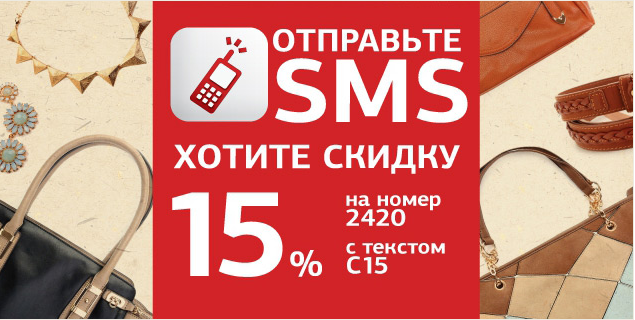 ОТПРАВЬТЕ
SMS
ХОТИТЕ СКИДКУ
15%
на номер
2420
с текстом
С15